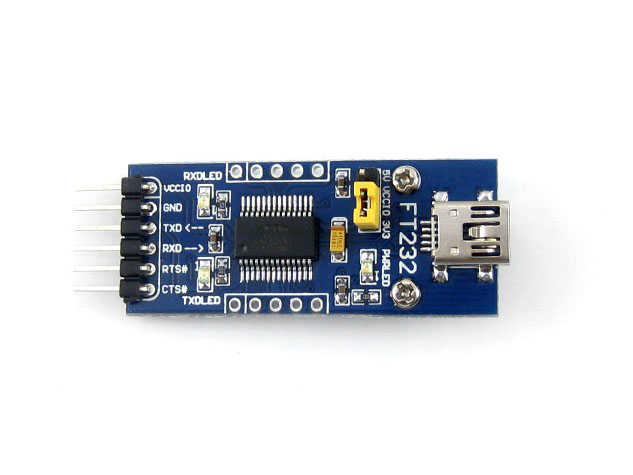 RXDLED
VCCIO
GND
TXD <--
RXD -->
RTS#
CTS#
TXDLED
5V VCCIO 3V3
PWRLED
FT232